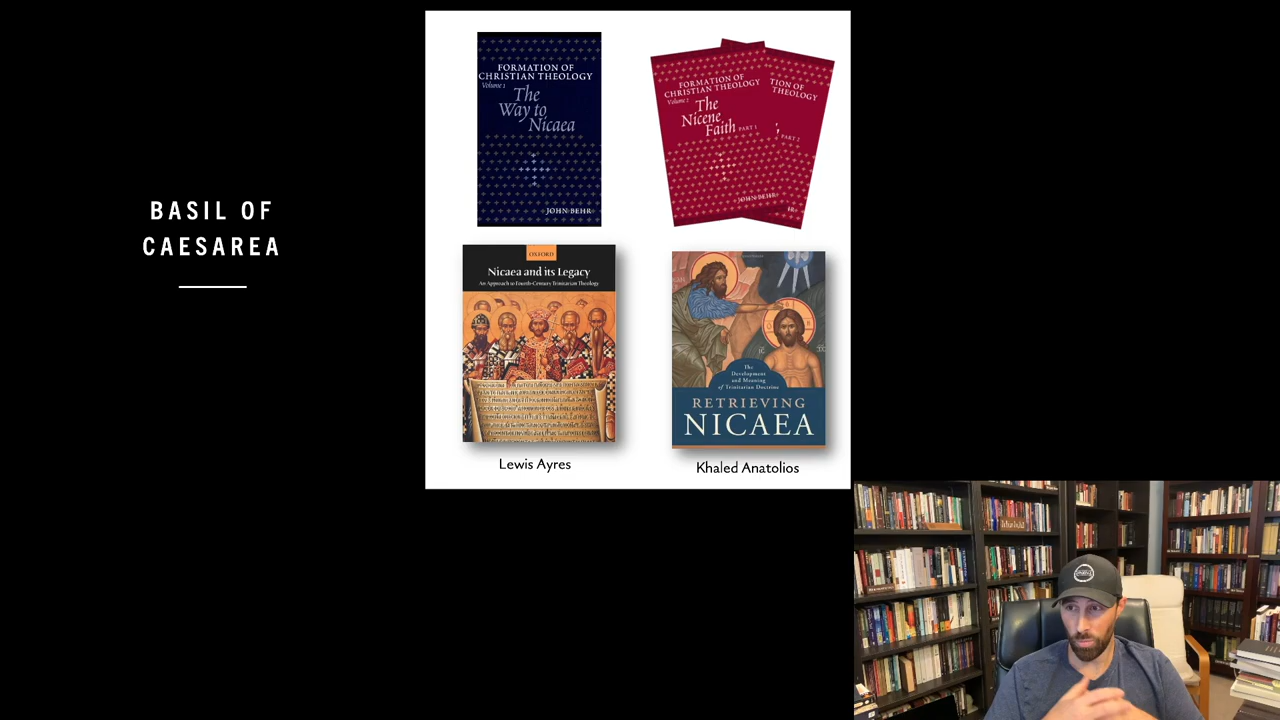 BASIL OF
CAESAREA
FORMATION OF
CHRISTIAN THEOLOGY
Volume 1
The
Way to
Nicaea
JOHN BEHR
FORMATION OF
CHRISTIAN THEOLOGY
Volume 2
The
Nicene
Faith PART 1
JOHN BEHR
TION OF
THEOLOGY
PART 2
HR
OXFORD
Nicaea and its Legacy
An Approach to Fourth-Century Trinitarian Theology
Lewis Ayres
The
Development
and Meaning
of Trinitarian Doctrine
RETRIEVING
NICAEA
Khaled Anatolios